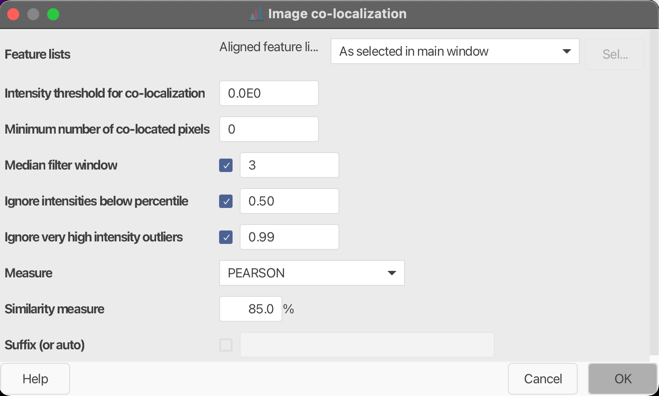 Image co-localization
Feature lists Aligned feature li... As selected in main window Sel...
Intensity threshold for co-localization 0.0E0
Minimum number of co-located pixels 0
Median filter window 3
Ignore intensities below percentile 0.50
Ignore very high intensity outliers 0.99
Measure PEARSON
Similarity measure 85.0 %
Suffix (or auto)
Help Cancel OK